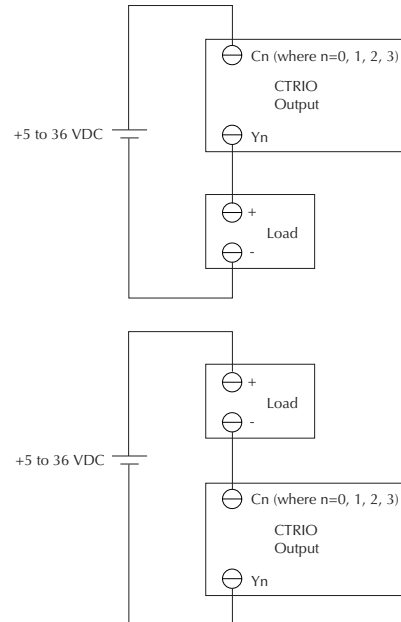 Cn (where n=0, 1, 2, 3)
CTRIO
Output
+5 to 36 VDC
Yn
+
Load
-
+
Load
-
+5 to 36 VDC
Cn (where n=0, 1, 2, 3)
CTRIO
Output
Yn